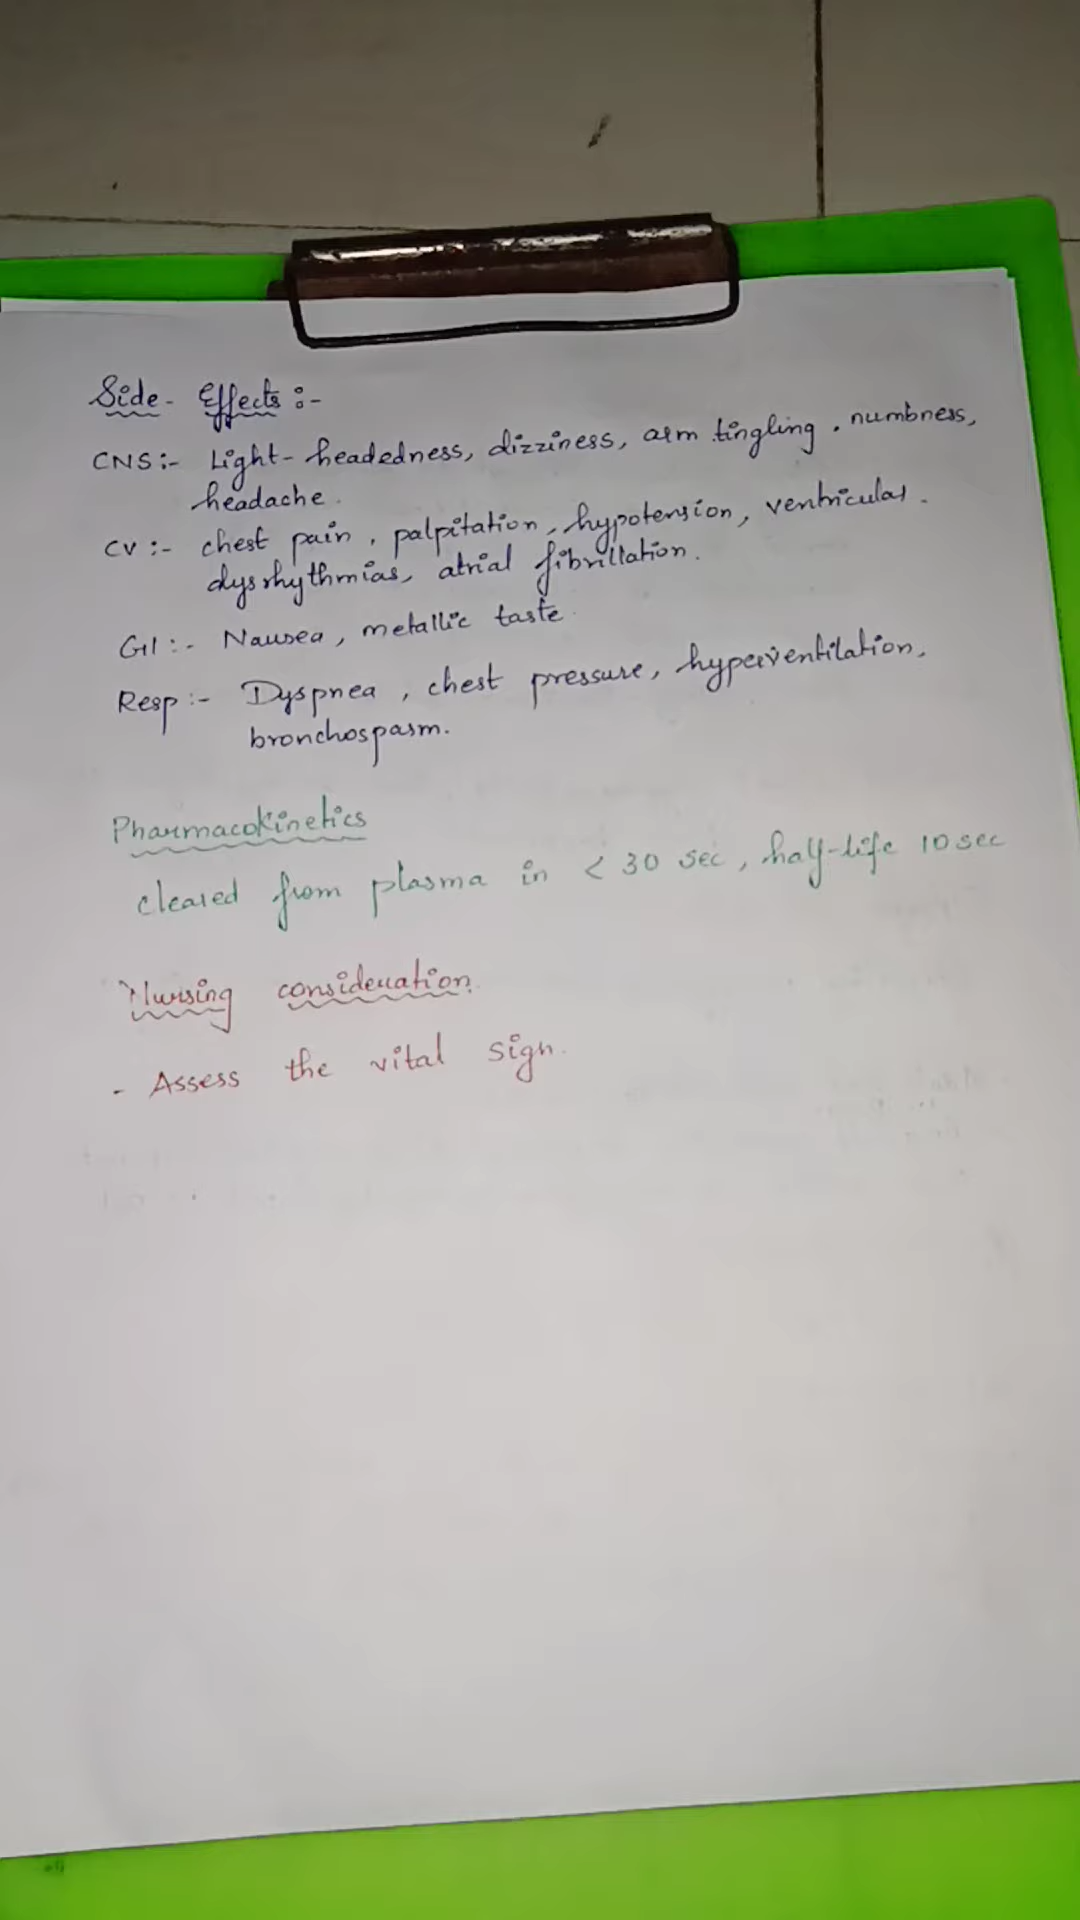 Side- Effects :-
CNS :- Light-headedness, dizziness, arm tingling, numbness,
headache.
CV :- chest pain, palpitation, hypotension, ventricular
dysrhythmias, atrial fibrillation.
GI :- Nausea, metallic taste
Resp :- Dyspnea, chest pressure, hyperventilation,
bronchospasm.
Pharmacokinetics
cleared from plasma in < 30 sec, half-life 10 sec
Nursing consideration
- Assess the vital sign.